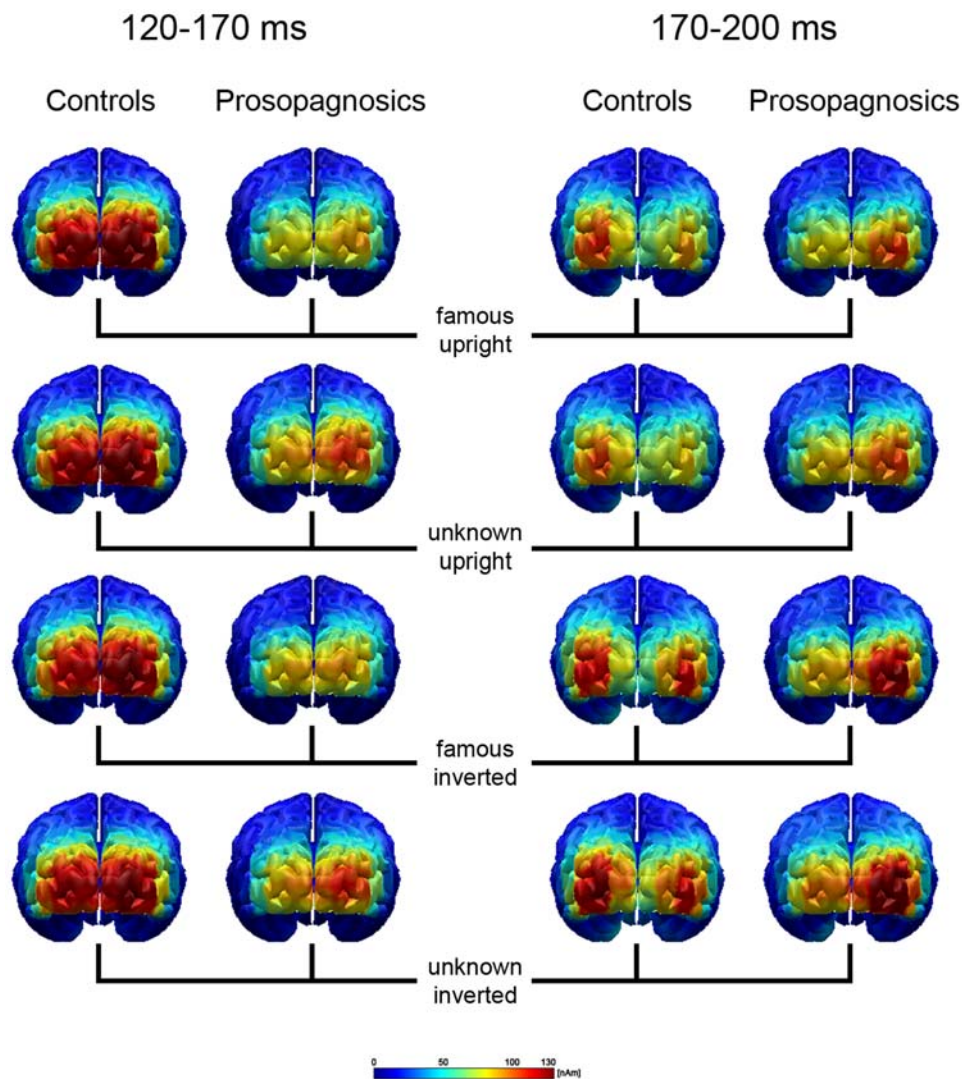 120-170 ms 170-200 ms
Controls Prosopagnosics Controls Prosopagnosics
famous
upright
unknown
upright
famous
inverted
unknown
inverted
0 50 100 130
[nAm]